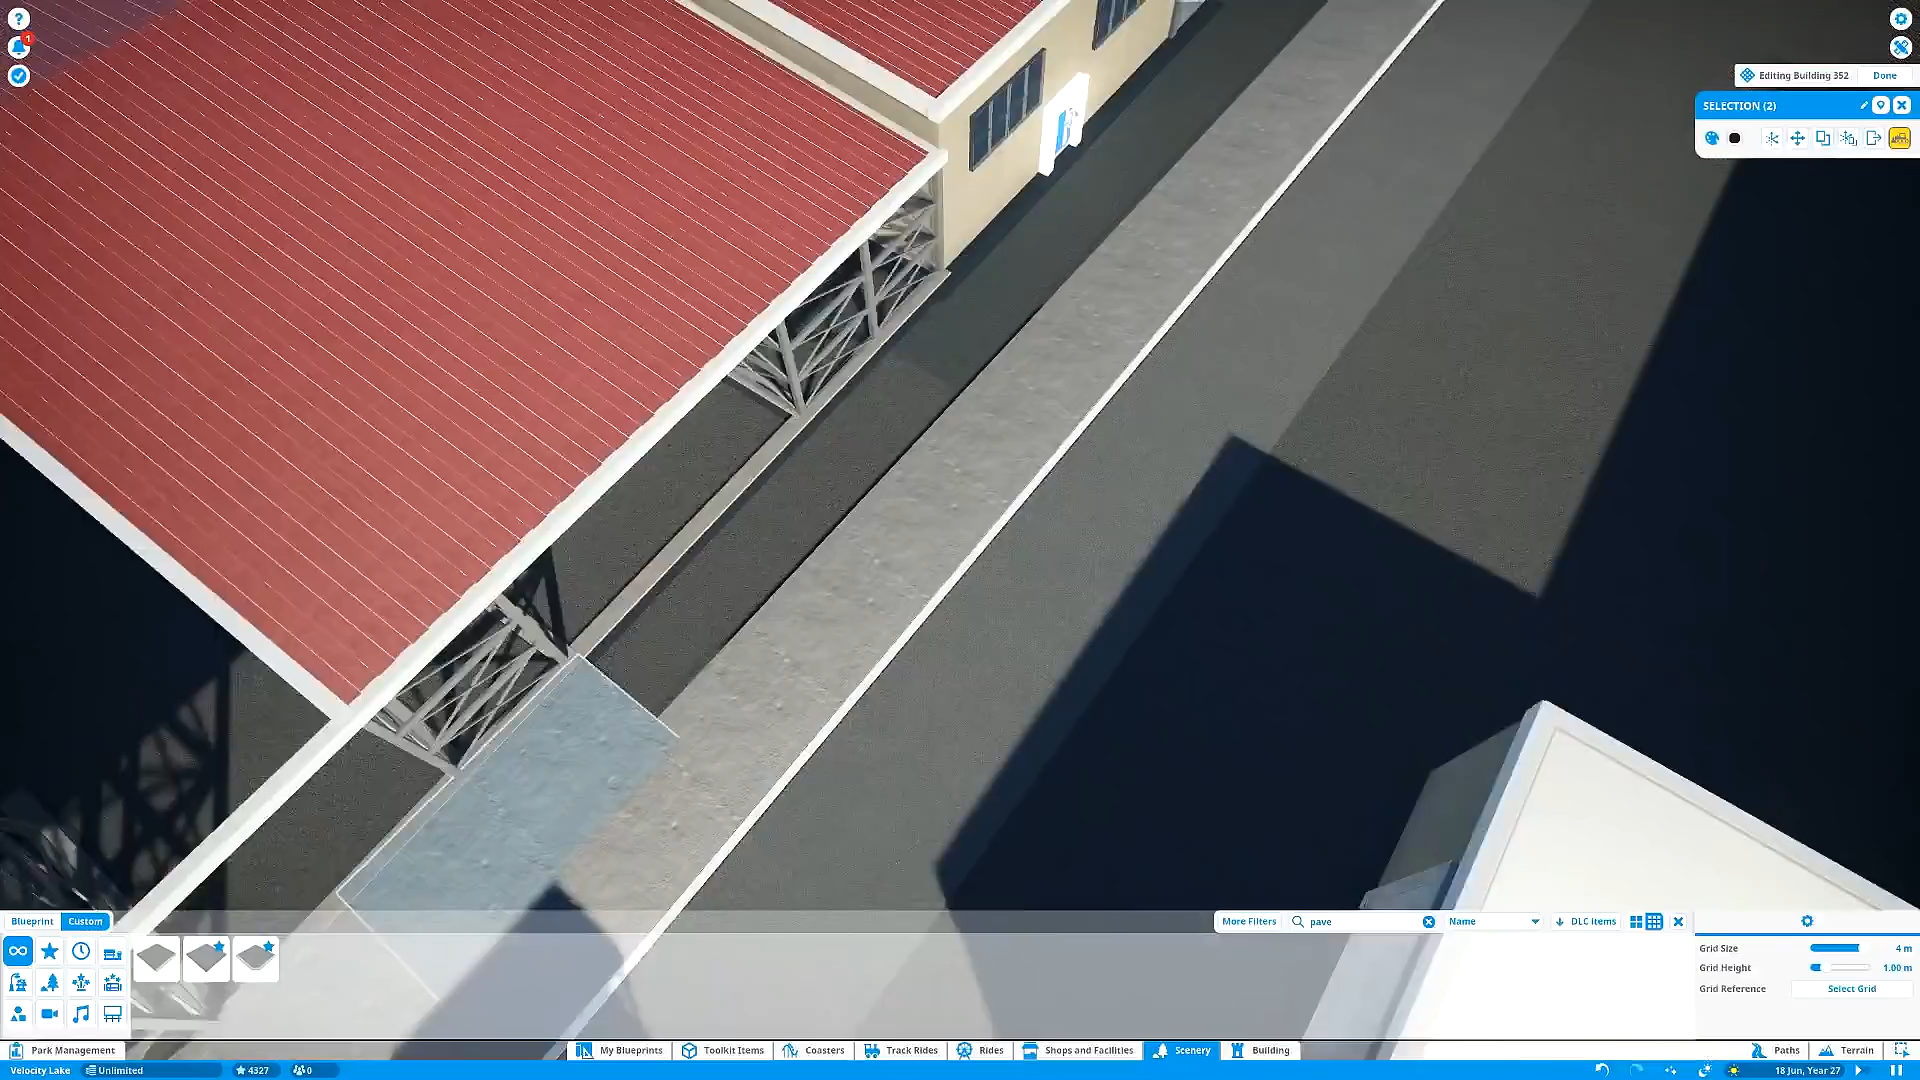 ?
1
Editing Building 352 Done
SELECTION (2)
Blueprint Custom
More Filters pave Name DLC items
Grid Size 4 m
Grid Height 1.00 m
Grid Reference Select Grid
Park Management My Blueprints Toolkit Items Coasters Track Rides Rides Shops and Facilities Scenery Building Paths Terrain
Velocity Lake Unlimited 4327 0 18 Jun, Year 27